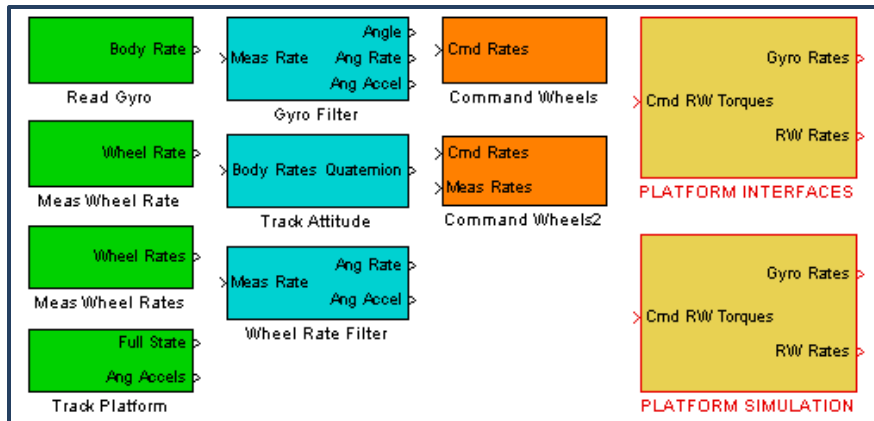 Body Rate
Read Gyro
Wheel Rate
Meas Wheel Rate
Wheel Rates
Meas Wheel Rates
Full State
Ang Accels
Track Platform
Angle
Meas Rate Ang Rate
Ang Accel
Gyro Filter
Body Rates Quaternion
Track Attitude
Ang Rate
Meas Rate
Ang Accel
Wheel Rate Filter
Cmd Rates
Command Wheels
Cmd Rates
Meas Rates
Command Wheels2
Gyro Rates
Cmd RW Torques
RW Rates
PLATFORM INTERFACES
Gyro Rates
Cmd RW Torques
RW Rates
PLATFORM SIMULATION